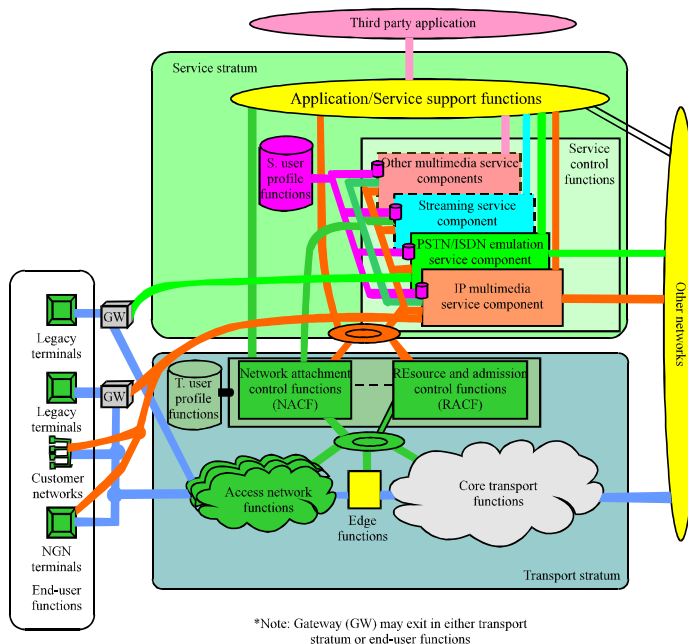 Third party application
Service stratum
Application/Service support functions
S. user
profile
functions
Other multimedia service
components
Service
control
functions
Streaming service
component
PSTN/ISDN emulation
service component
IP multimedia
service component
Other networks
GW
Legacy
terminals
GW
Legacy
terminals
Customer
networks
NGN
terminals
End-user
functions
T. user
profile
functions
Network attachment
control functions
(NACF)
REsource and admission
control functions
(RACF)
Access network
functions
Edge
functions
Core transport
functions
Transport stratum
*Note: Gateway (GW) may exit in either transport
stratum or end-user functions